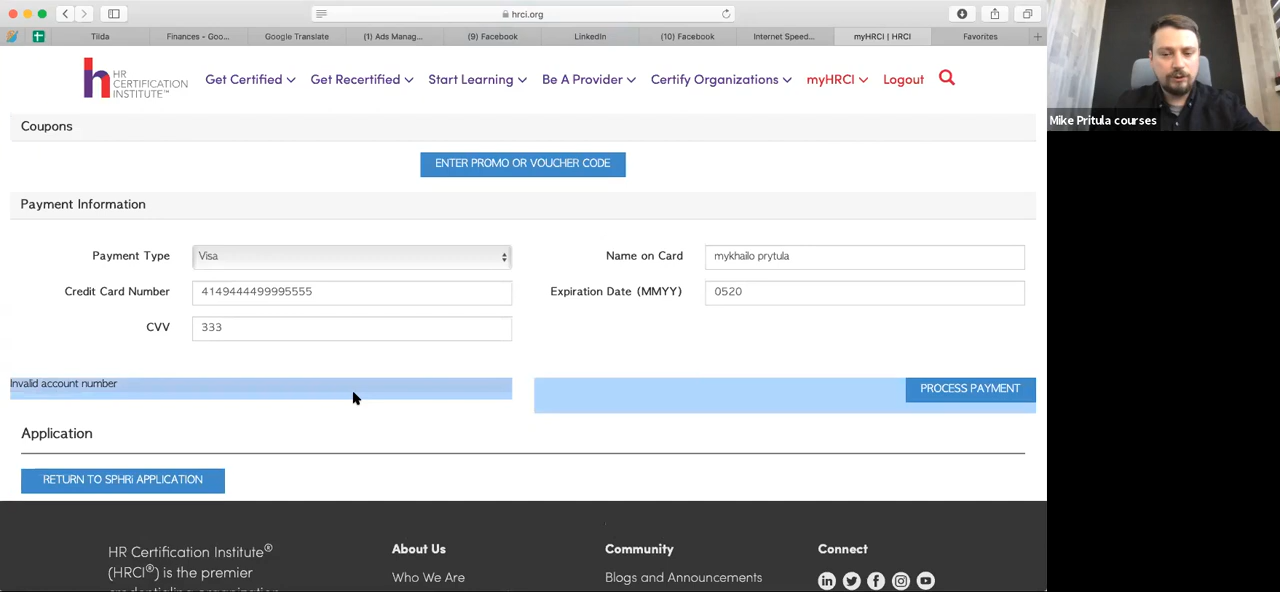 hrci.org
Tilda
Finances - Goo...
Google Translate
(1) Ads Manag...
(9) Facebook
LinkedIn
(10) Facebook
Internet Speed...
myHRCI | HRCI
Favorites
HR CERTIFICATION INSTITUTE™
Get Certified
Get Recertified
Start Learning
Be A Provider
Certify Organizations
myHRCI
Logout
Mike Pritula courses
Coupons
ENTER PROMO OR VOUCHER CODE
Payment Information
Payment Type Visa
Name on Card mykhailo prytula
Credit Card Number 4149444499995555
Expiration Date (MMYY) 0520
CVV 333
Invalid account number
PROCESS PAYMENT
Application
RETURN TO SPHRi APPLICATION
HR Certification Institute®
(HRCI®) is the premier
credentialing organization
About Us
Who We Are
Community
Blogs and Announcements
Connect